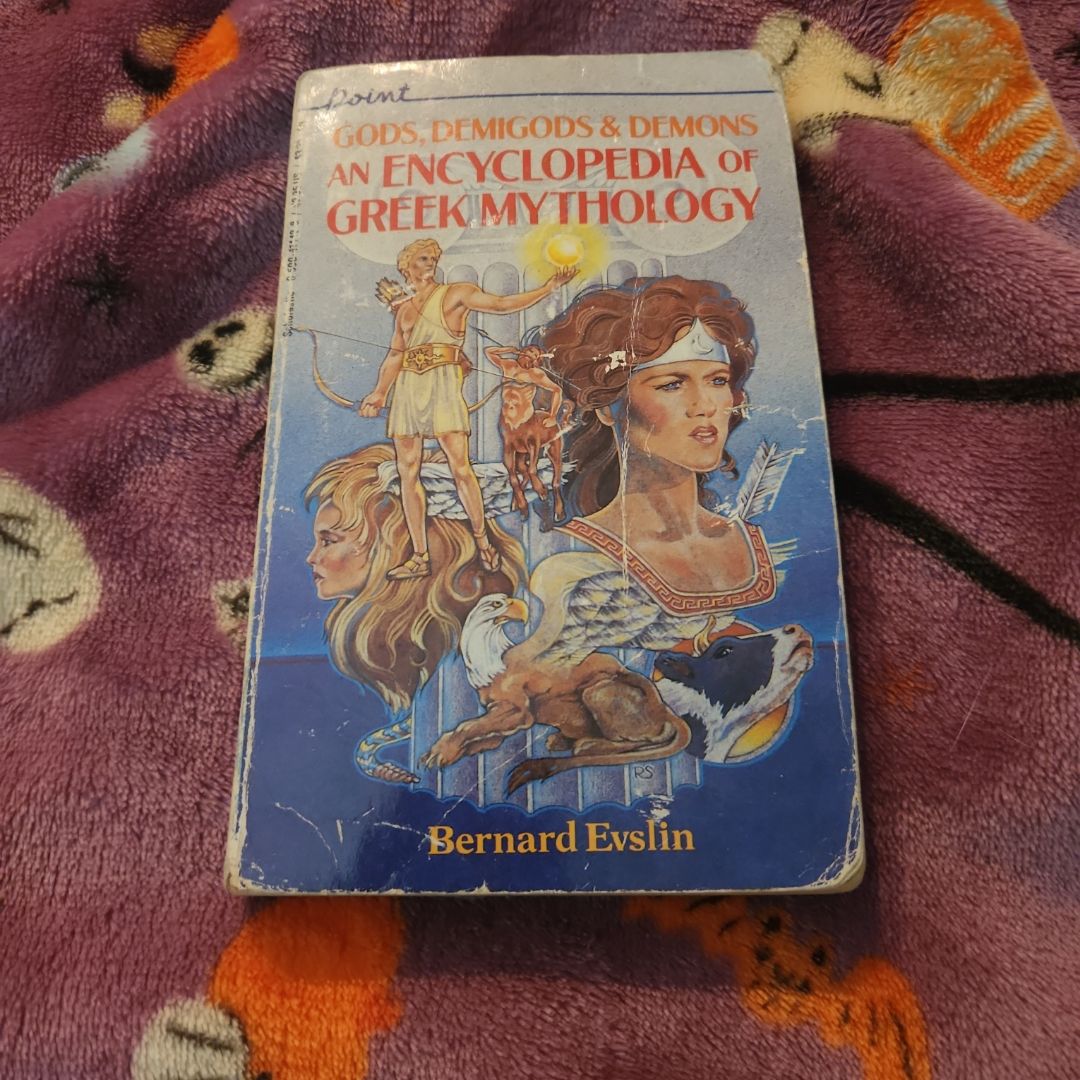 Point
GODS, DEMIGODS & DEMONS
AN ENCYCLOPEDIA OF
GREEK MYTHOLOGY
RS
Bernard Evslin